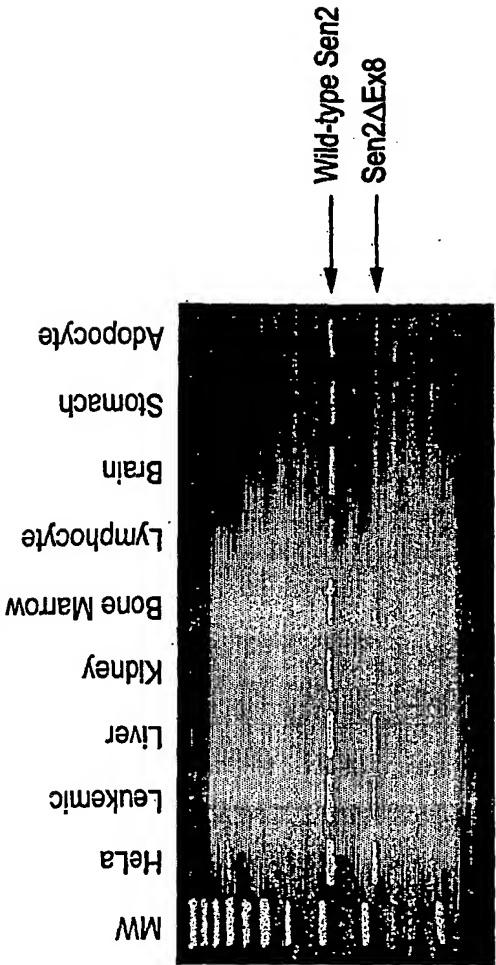 MW
HeLa
Leukemic
Liver
Kidney
Bone Marrow
Lymphocyte
Brain
Stomach
Adopocyte
Wild-type Sen2
Sen2ΔEx8